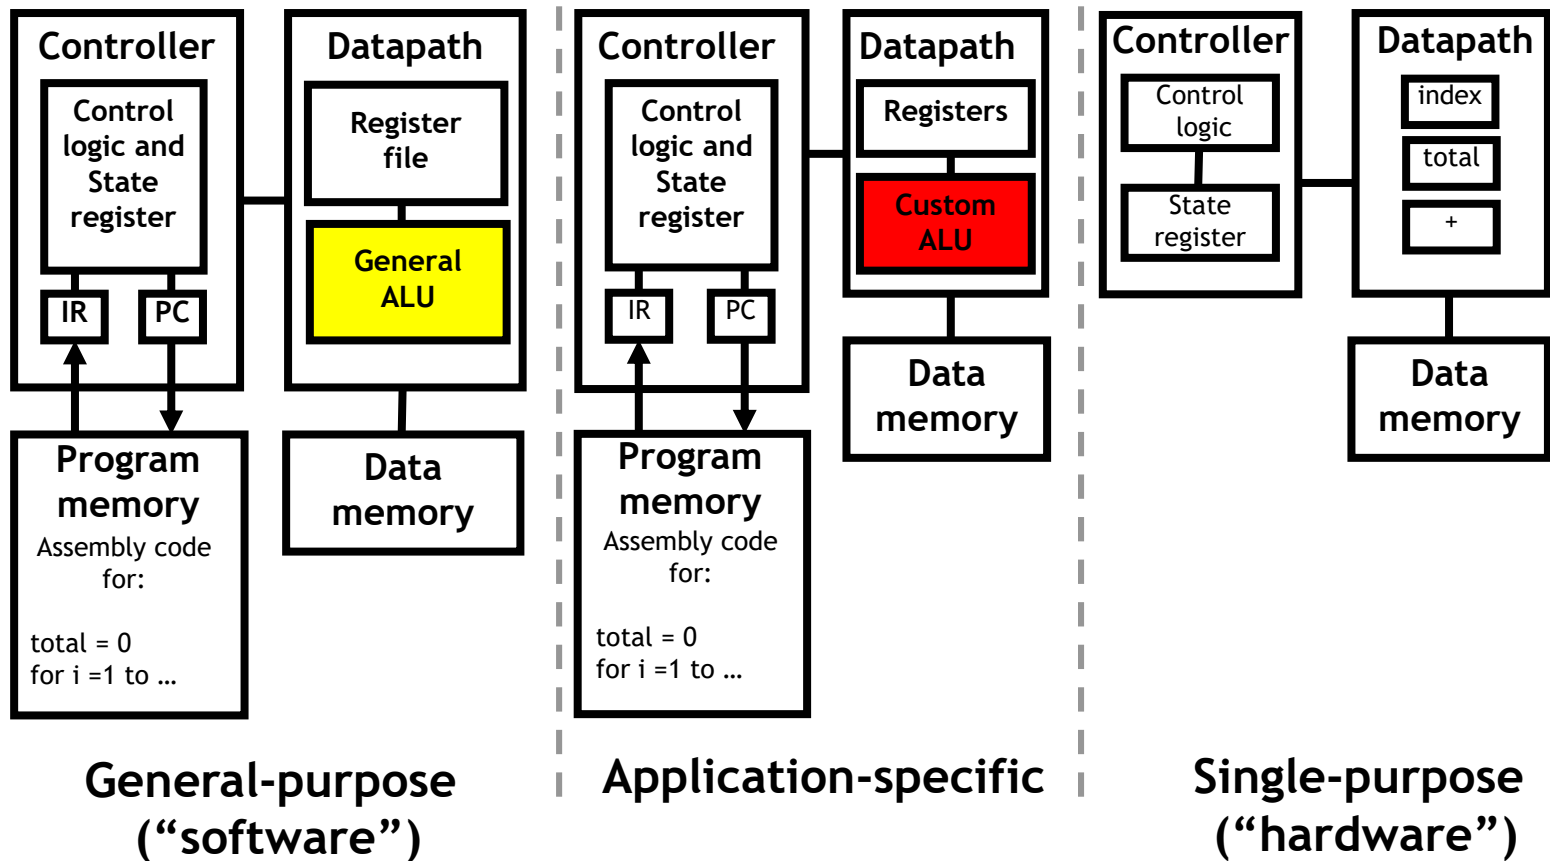 Controller
Control
logic and
State
register
IR
PC
Datapath
Register
file
General
ALU
Program
memory
Assembly code
for:
total = 0
for i =1 to …
Data
memory
General-purpose
(“software”)
Controller
Control
logic and
State
register
IR
PC
Datapath
Registers
Custom
ALU
Data
memory
Program
memory
Assembly code
for:
total = 0
for i =1 to …
Application-specific
Controller
Control
logic
State
register
Datapath
index
total
+
Data
memory
Single-purpose
(“hardware”)